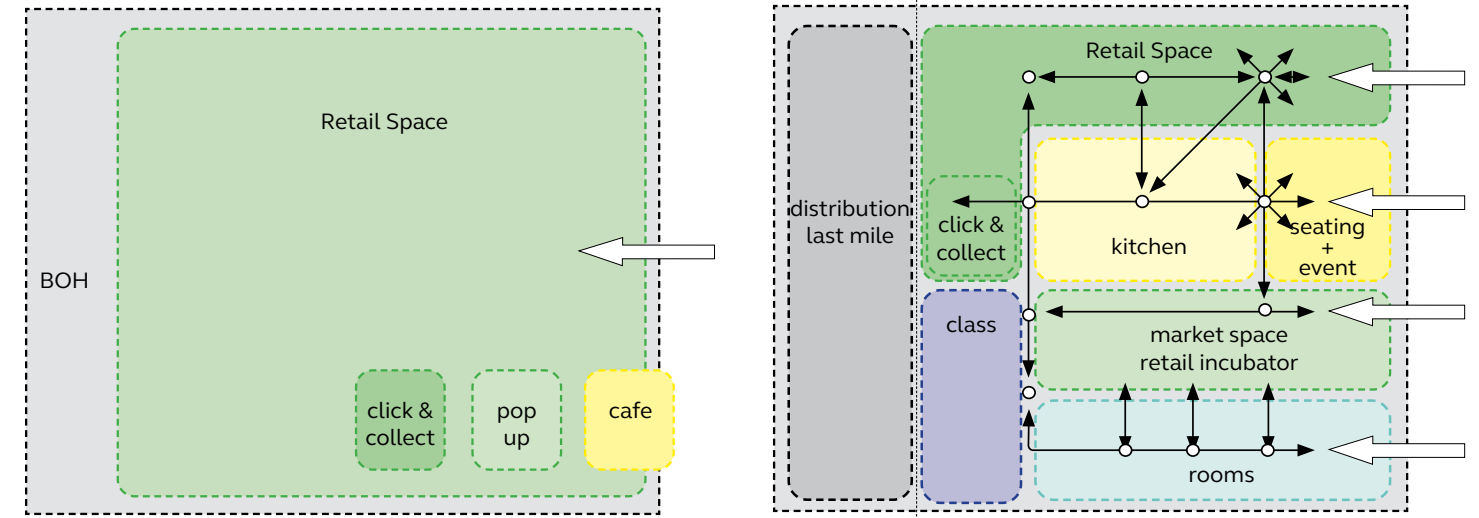 Retail Space
BOH
click &
collect
pop
up
cafe
Retail Space
distribution
last mile
click &
collect
kitchen
seating
+
event
class
market space
retail incubator
rooms